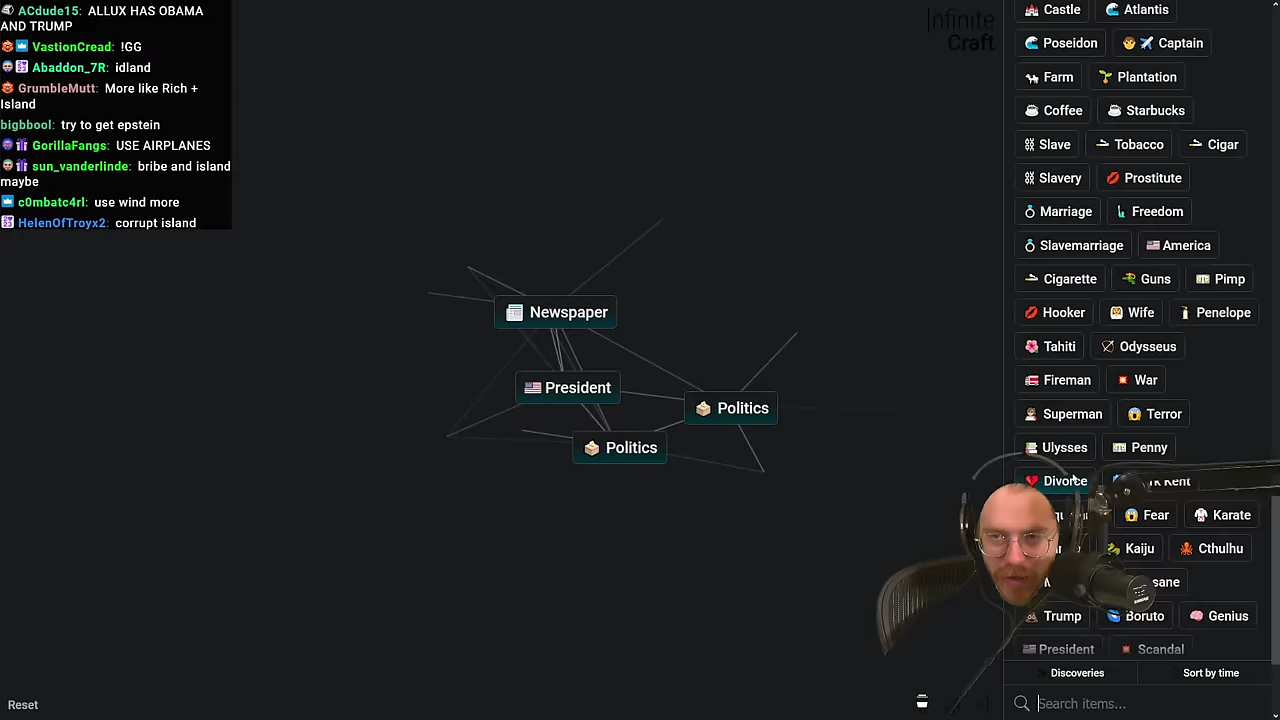 ACdude15: ALLUX HAS OBAMA
AND TRUMP
VastionCread: !GG
Abaddon_7R: idland
GrumbleMutt: More like Rich +
Island
bigbbool: try to get epstein
GorillaFangs: USE AIRPLANES
sun_vanderlinde: bribe and island
maybe
c0mbatc4rl: use wind more
HelenOfTroyx2: corrupt island
Infinite
Craft
Newspaper
President
Politics
Politics
Castle Atlantis
Poseidon Captain
Farm Plantation
Coffee Starbucks
Slave Tobacco Cigar
Slavery Prostitute
Marriage Freedom
Slavemarriage America
Cigarette Guns Pimp
Hooker Wife Penelope
Tahiti Odysseus
Fireman War
Superman Terror
Ulysses Penny
Divorce Kent
Fear Karate
Kaiju Cthulhu
Trump Boruto Genius
President Scandal
Discoveries Sort by time
Search items...
Reset